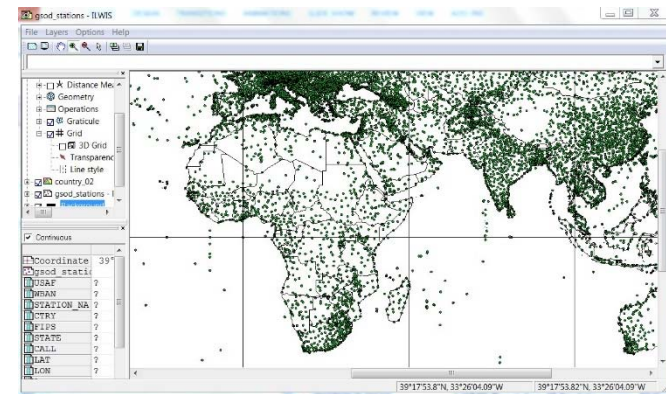 gsod_stations - ILWIS
File Layers Options Help
Distance Mea
Geometry
Operations
Graticule
Grid
3D Grid
Transparenc
Line style
country_02
gsod_stations - I
Continuous
Coordinate 39°
gsod_static
USAF ?
WBAN ?
STATION_NA ?
CTRY ?
FIPS ?
STATE ?
CALL ?
LAT ?
LON ?
39°17'53.8"N, 33°26'04.09"W 39°17'53.82"N, 33°26'04.09"W